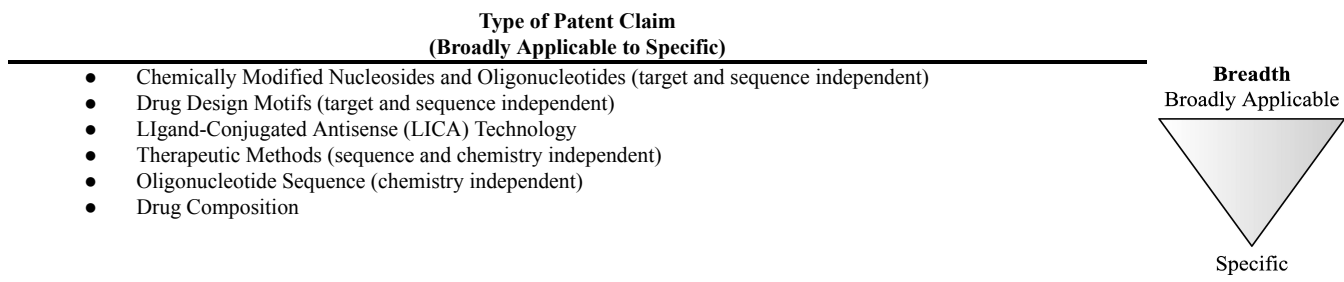 Type of Patent Claim
(Broadly Applicable to Specific)
● Chemically Modified Nucleosides and Oligonucleotides (target and sequence independent)
● Drug Design Motifs (target and sequence independent)
● LIgand-Conjugated Antisense (LICA) Technology
● Therapeutic Methods (sequence and chemistry independent)
● Oligonucleotide Sequence (chemistry independent)
● Drug Composition
Breadth
Broadly Applicable
Specific